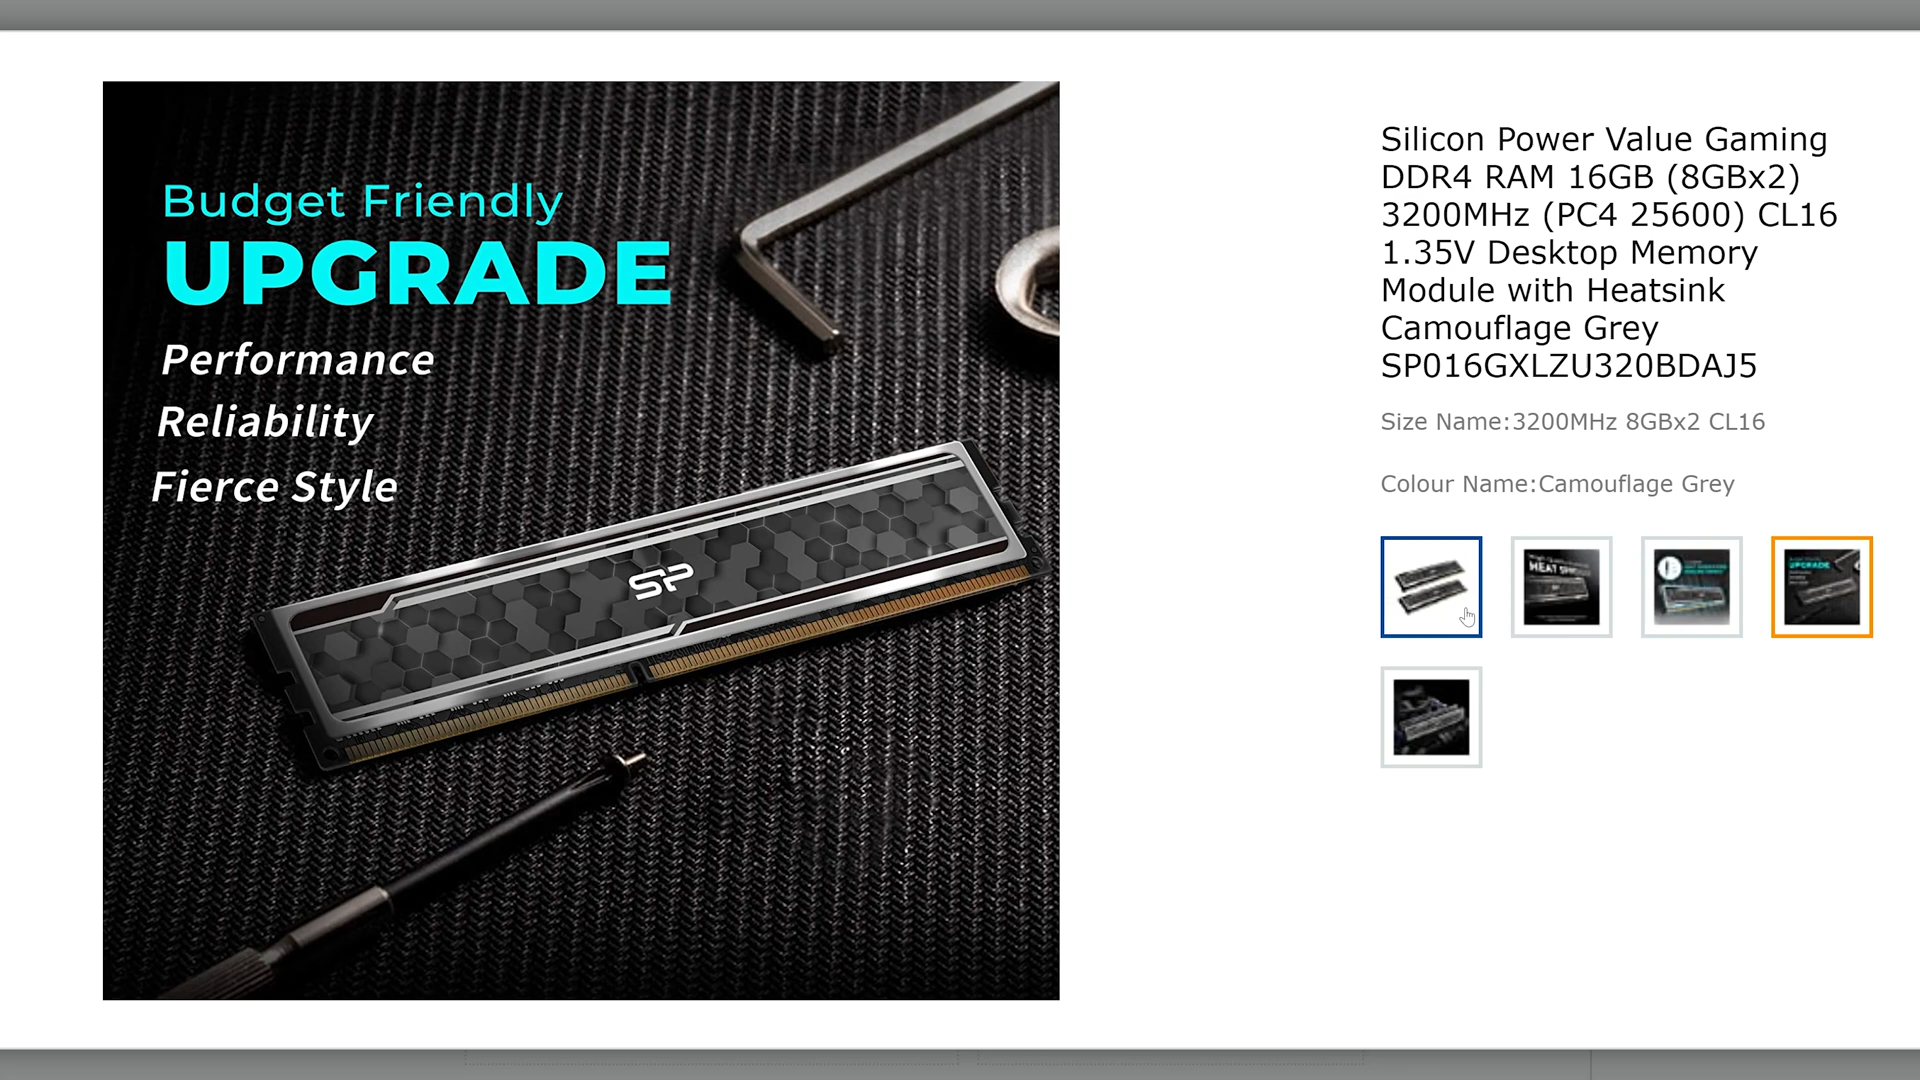 Budget Friendly
UPGRADE
Performance
Reliability
Fierce Style
SP
Silicon Power Value Gaming
DDR4 RAM 16GB (8GBx2)
3200MHz (PC4 25600) CL16
1.35V Desktop Memory
Module with Heatsink
Camouflage Grey
SP016GXLZU320BDAJ5
Size Name:3200MHz 8GBx2 CL16
Colour Name:Camouflage Grey
HEAT
UPGRADE